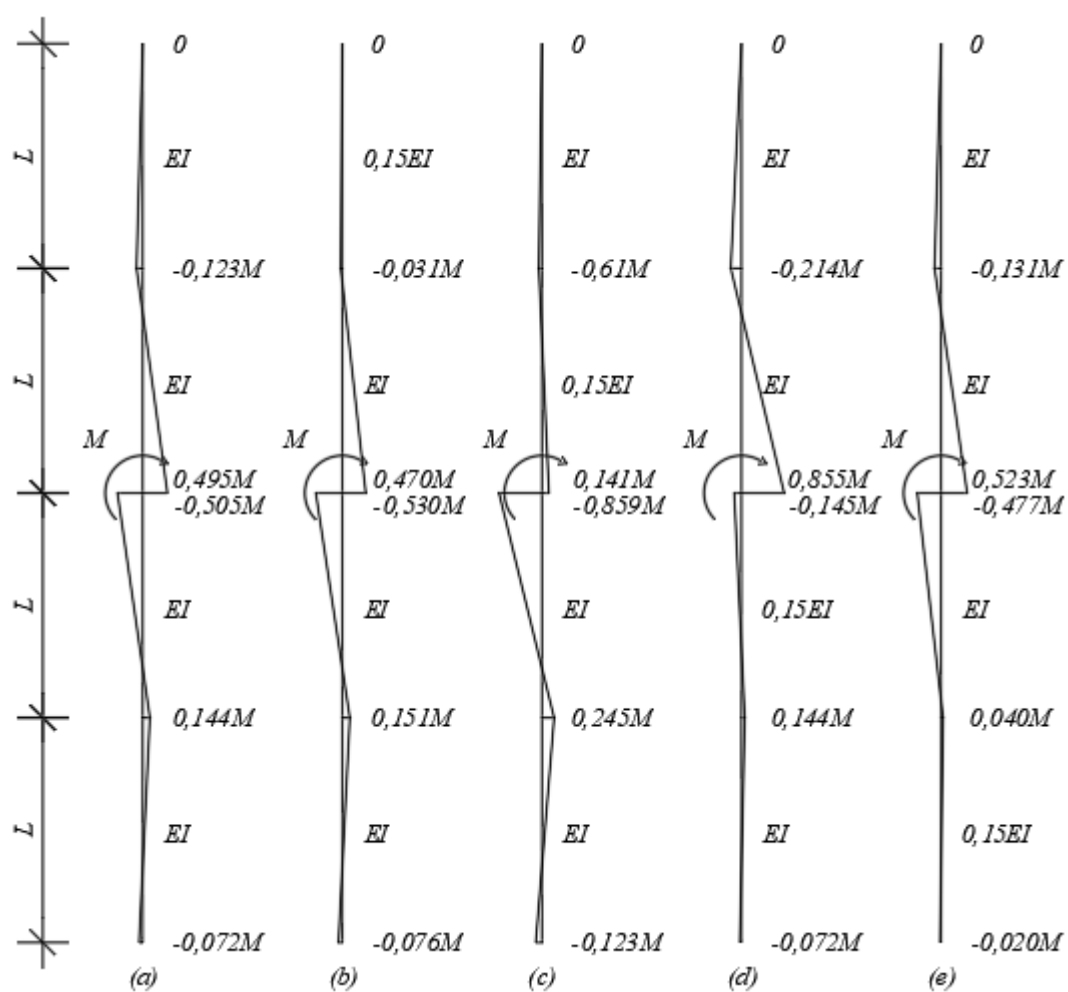 0 0 0 0 0
L EI 0,15EI EI EI EI
-0,123M -0,031M -0,61M -0,214M -0,131M
L EI EI 0,15EI EI EI
M M M M M
0,495M 0,470M 0,141M 0,855M 0,523M
-0,505M -0,530M -0,859M -0,145M -0,477M
L EI EI EI 0,15EI EI
0,144M 0,151M 0,245M 0,144M 0,040M
L EI EI EI EI 0,15EI
-0,072M -0,076M -0,123M -0,072M -0,020M
(a) (b) (c) (d) (e)